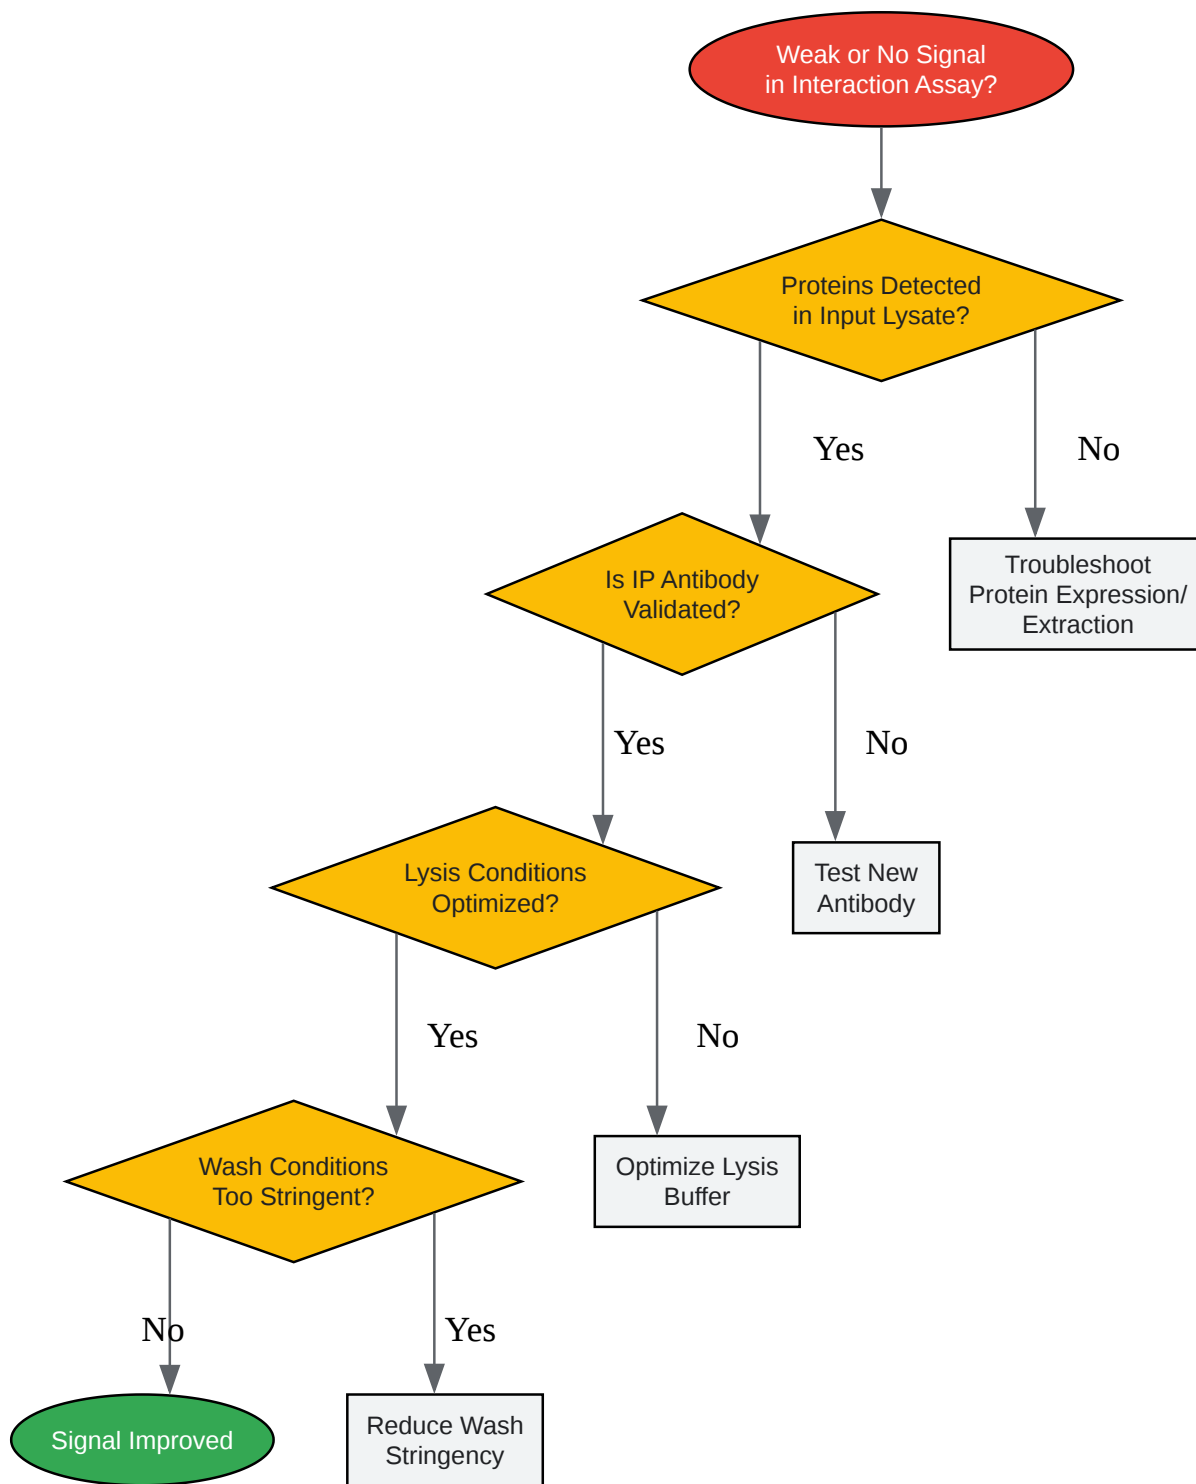 Weak or No Signal
in Interaction Assay?
Proteins Detected
in Input Lysate?
Yes
No
Is IP Antibody
Validated?
Troubleshoot
Protein Expression/
Extraction
Yes
No
Lysis Conditions
Optimized?
Test New
Antibody
Yes
No
Wash Conditions
Too Stringent?
Optimize Lysis
Buffer
No
Yes
Signal Improved
Reduce Wash
Stringency